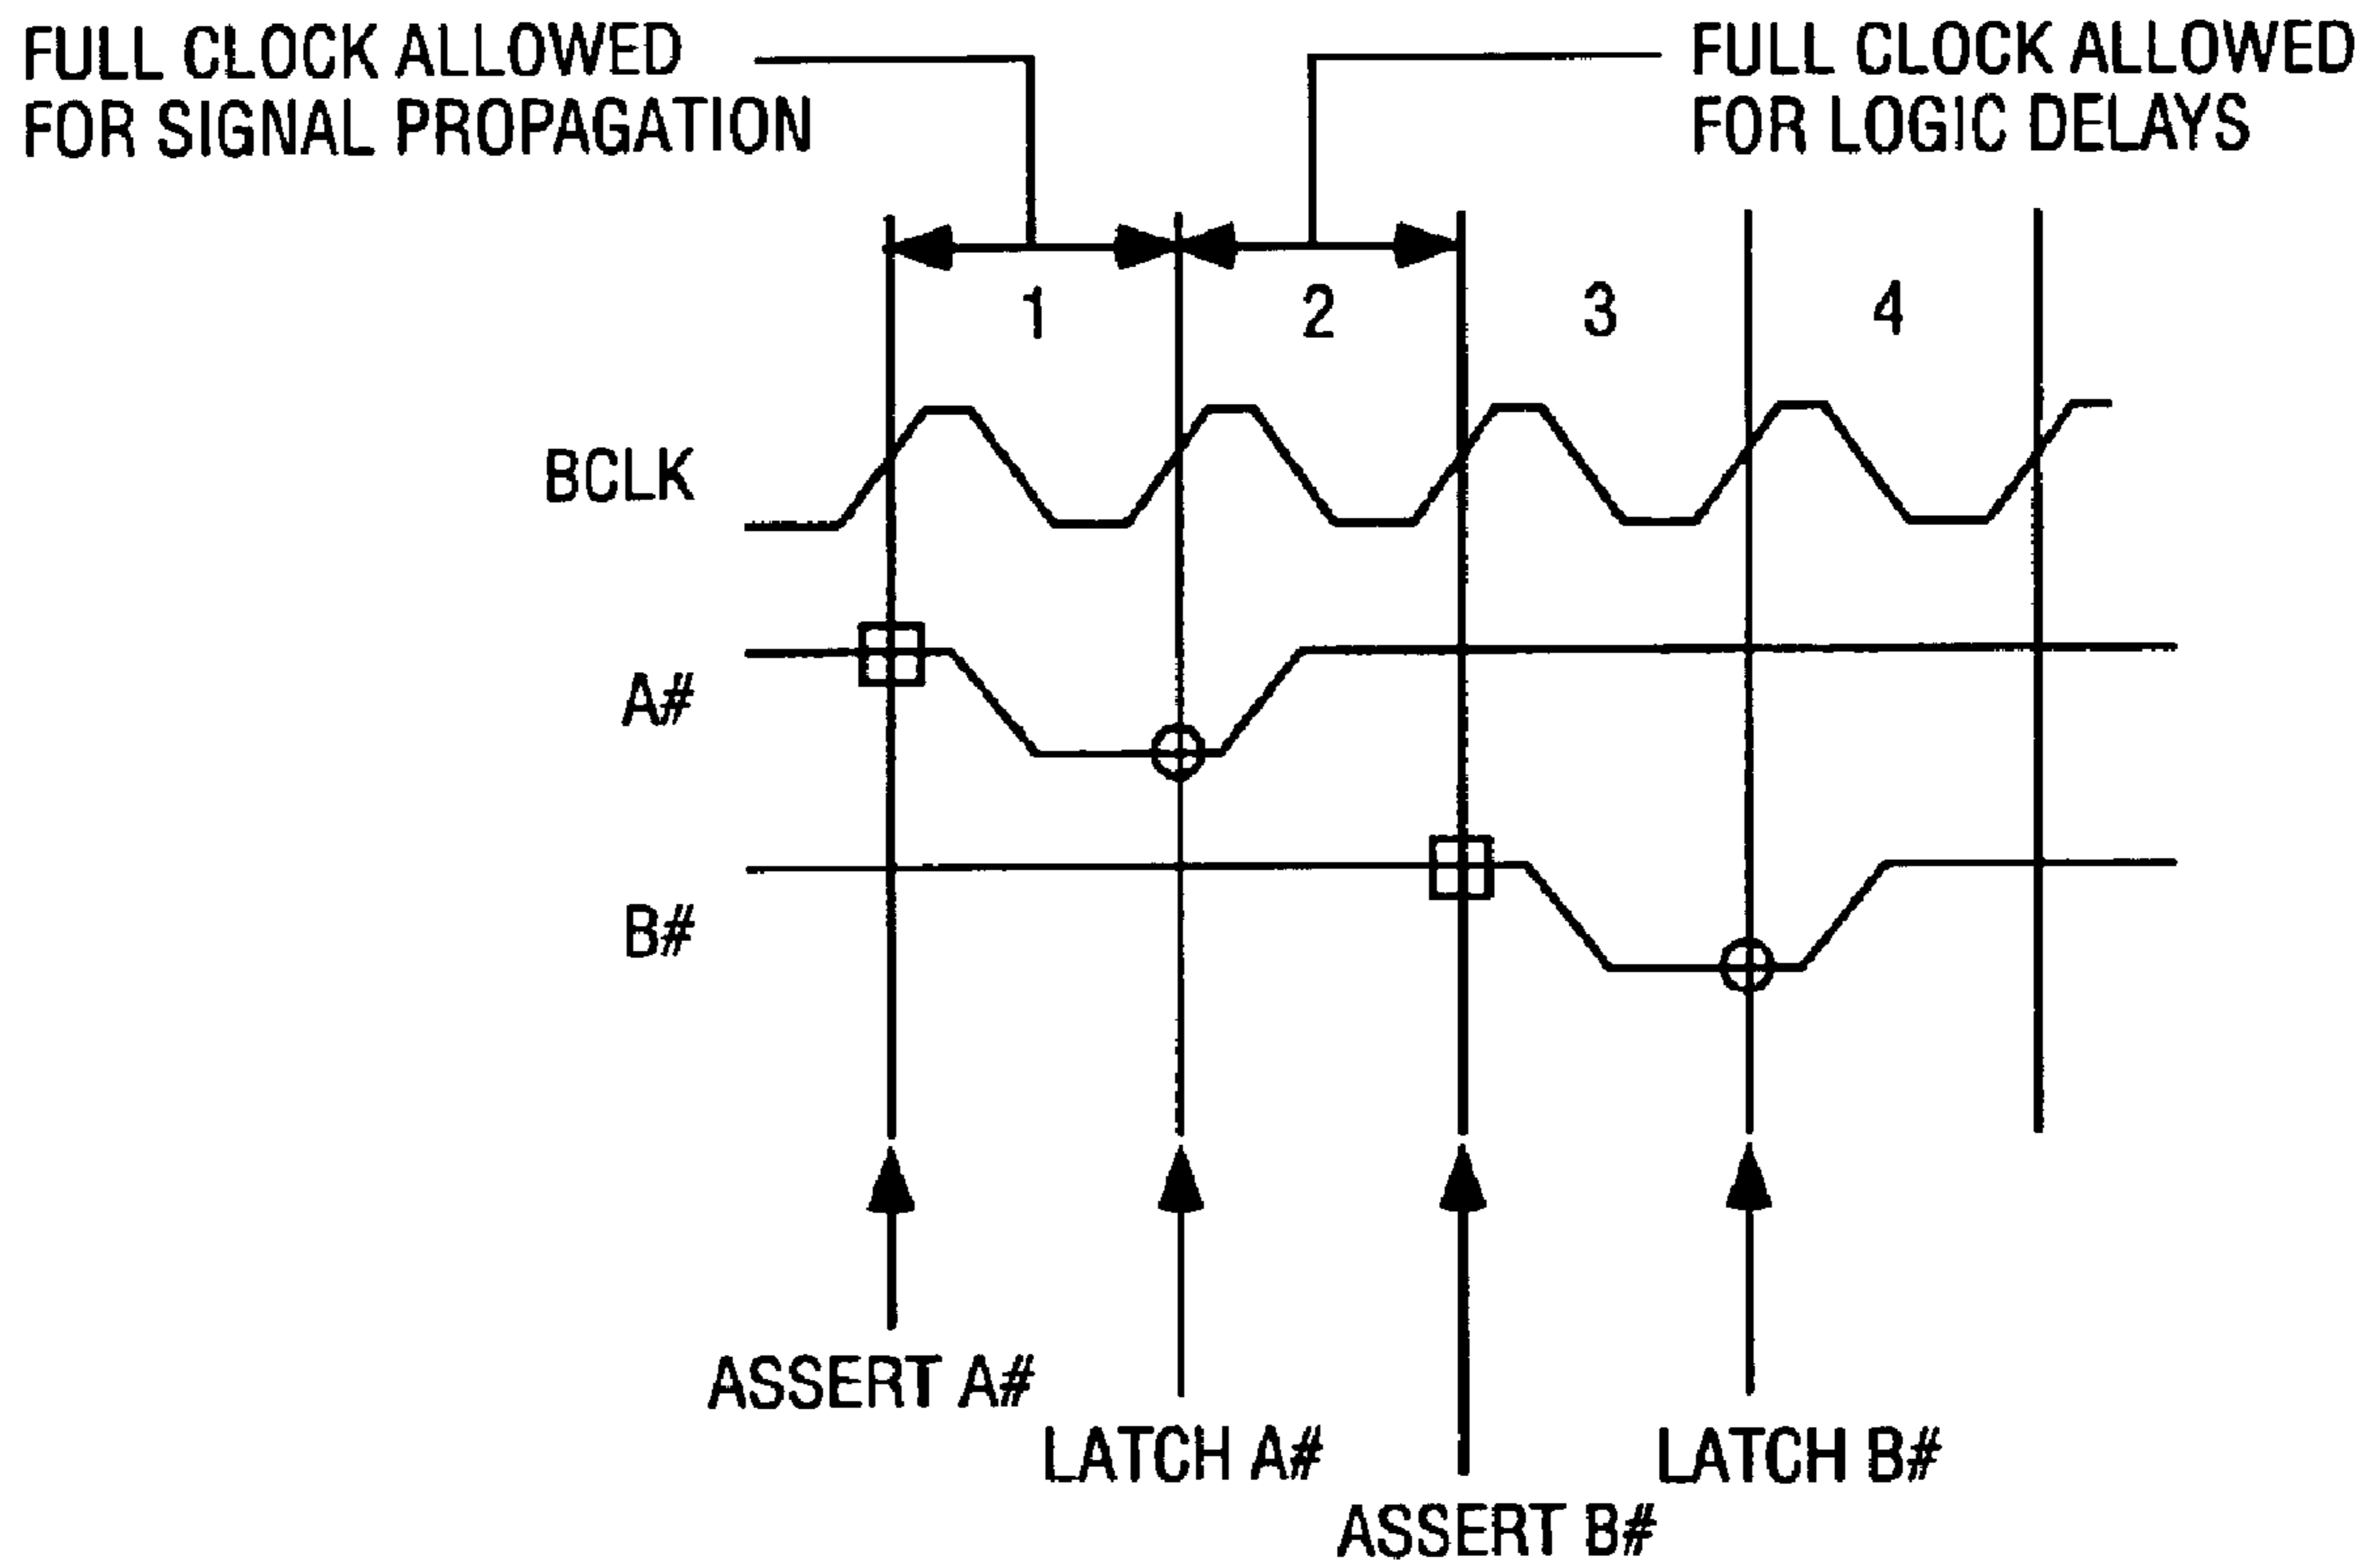 FULL CLOCK ALLOWED
FOR SIGNAL PROPAGATION
FULL CLOCK ALLOWED
FOR LOGIC DELAYS
1
2
3
4
BCLK
A#
B#
ASSERT A#
LATCH A#
ASSERT B#
LATCH B#